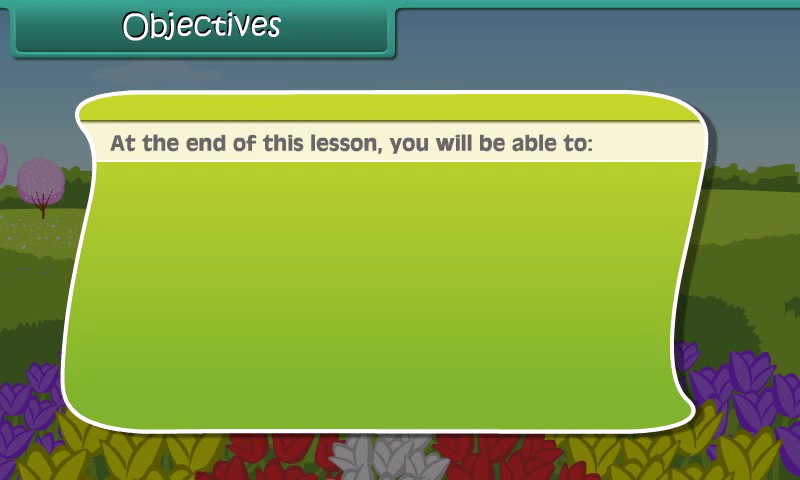 Objectives
At the end of this lesson, you will be able to: